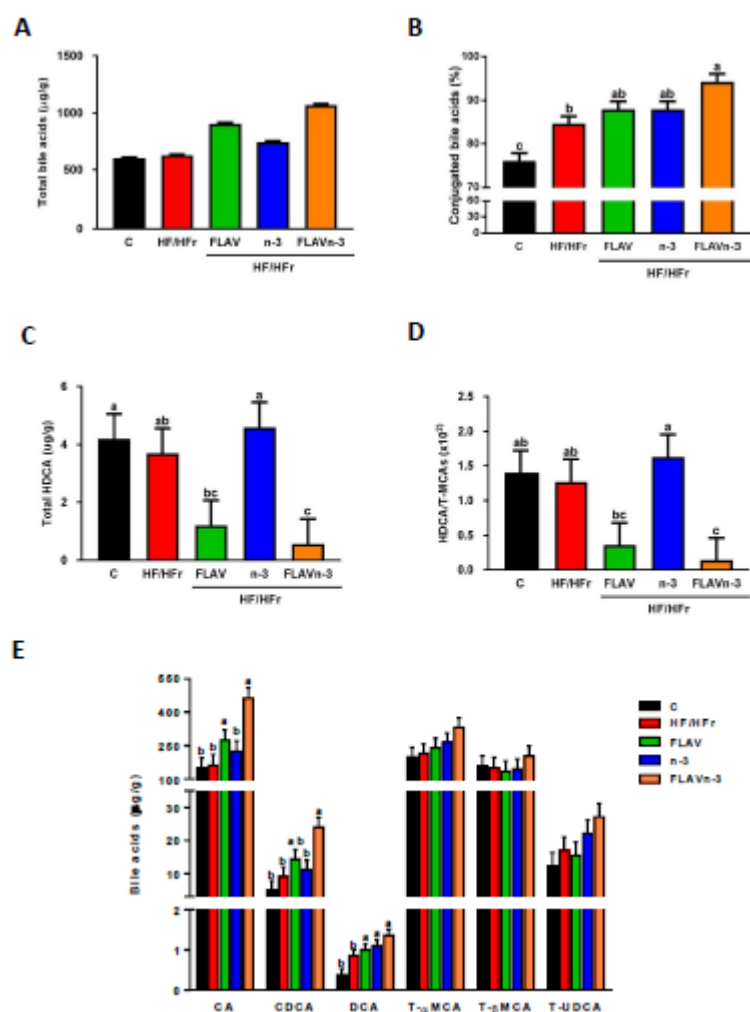 A
Total bile acids (µg/g)
1500
1000
500
0
C HF/HFr FLAV n-3 FLAVn-3
HF/HFr
B
Conjugated bile acids (%)
100
90
80
70
60
40
20
0
c b ab ab a
C HF/HFr FLAV n-3 FLAVn-3
HF/HFr
C
Total HDCA (ug/g)
6
4
2
0
a ab bc a c
C HF/HFr FLAV n-3 FLAVn-3
HF/HFr
D
HDCA/T-MCAs (x10²)
2.5
2.0
1.5
1.0
0.5
0.0
ab ab bc a c
C HF/HFr FLAV n-3 FLAVn-3
HF/HFr
E
Bile acids (µg/g)
550
400
250
100
30
20
10
2
1
0
b b a b a
b b a b a
b b a a a
CA CDCA DCA T-αMCA T-βMCA T-UDCA
C
HF/HFr
FLAV
n-3
FLAVn-3